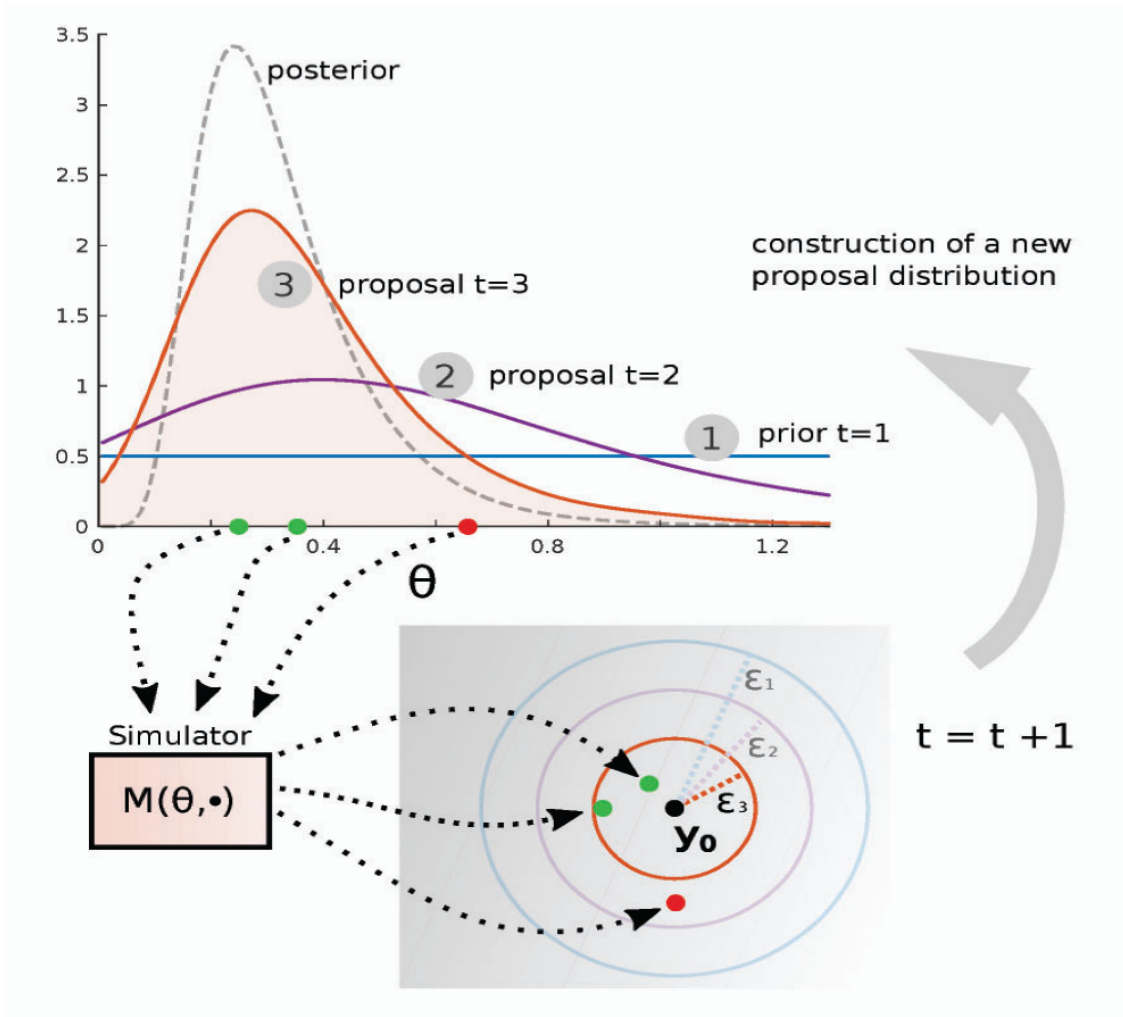 3.5
posterior
3
2.5
2
construction of a new
proposal distribution
3 proposal t=3
1.5
2 proposal t=2
1
1 prior t=1
0.5
0
0 0.4 0.8 1.2
θ
ε₁
ε₂
t = t +1
Simulator
M(θ,•)
ε₃
y₀